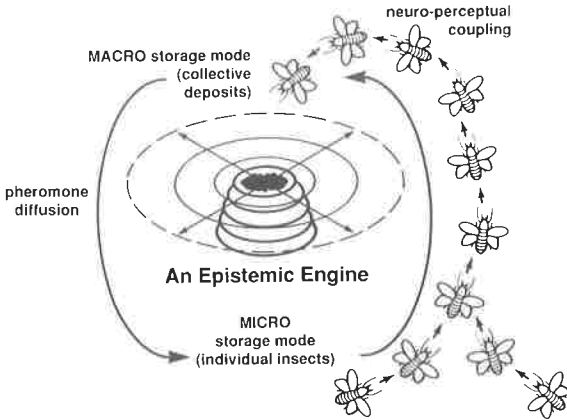 neuro-perceptual
coupling
MACRO storage mode
(collective
deposits)
pheromone
diffusion
An Epistemic Engine
MICRO
storage mode
(individual insects)